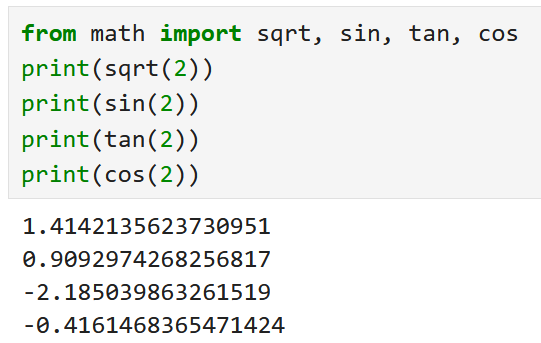 from math import sqrt, sin, tan, cos
print(sqrt(2))
print(sin(2))
print(tan(2))
print(cos(2))
1.4142135623730951
0.9092974268256817
-2.185039863261519
-0.4161468365471424